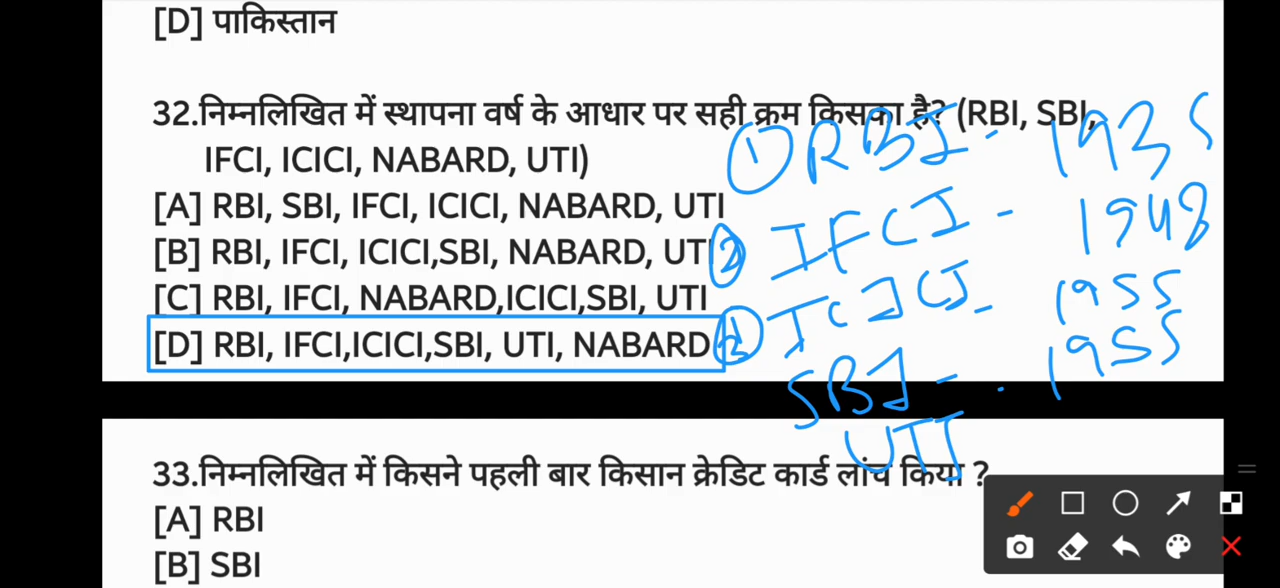 [D] पाकिस्तान
32.निम्नलिखित में स्थापना वर्ष के आधार पर सही क्रम किसका है? (RBI, SBI,
IFCI, ICICI, NABARD, UTI)
[A] RBI, SBI, IFCI, ICICI, NABARD, UTI
[B] RBI, IFCI, ICICI,SBI, NABARD, UTI
[C] RBI, IFCI, NABARD,ICICI,SBI, UTI
[D] RBI, IFCI,ICICI,SBI, UTI, NABARD
① RBI - 1935
② IFCI - 1948
ICICI - 1955
SBI - 1955
UTI
33.निम्नलिखित में किसने पहली बार किसान क्रेडिट कार्ड लांच किया ?
[A] RBI
[B] SBI